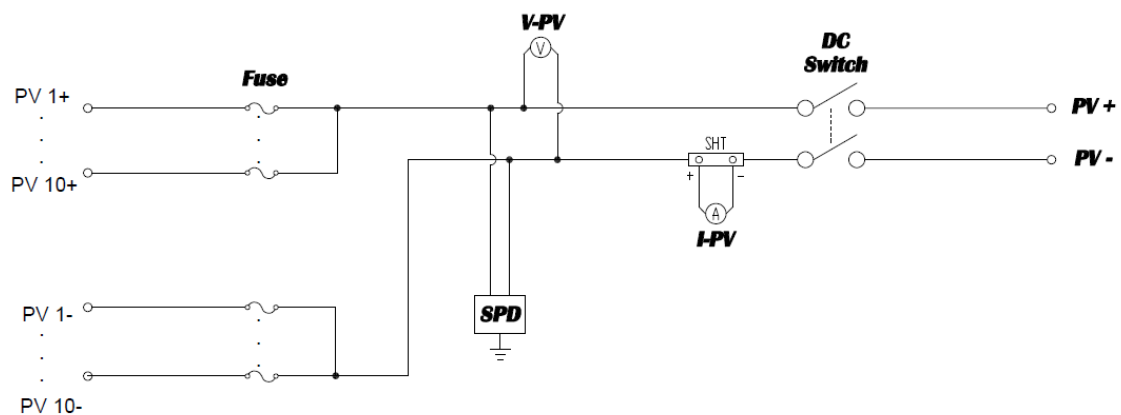 V-PV
V
DC
Switch
Fuse
PV 1+
PV 10+
PV +
PV -
SHT
+
-
A
I-PV
PV 1-
PV 10-
SPD